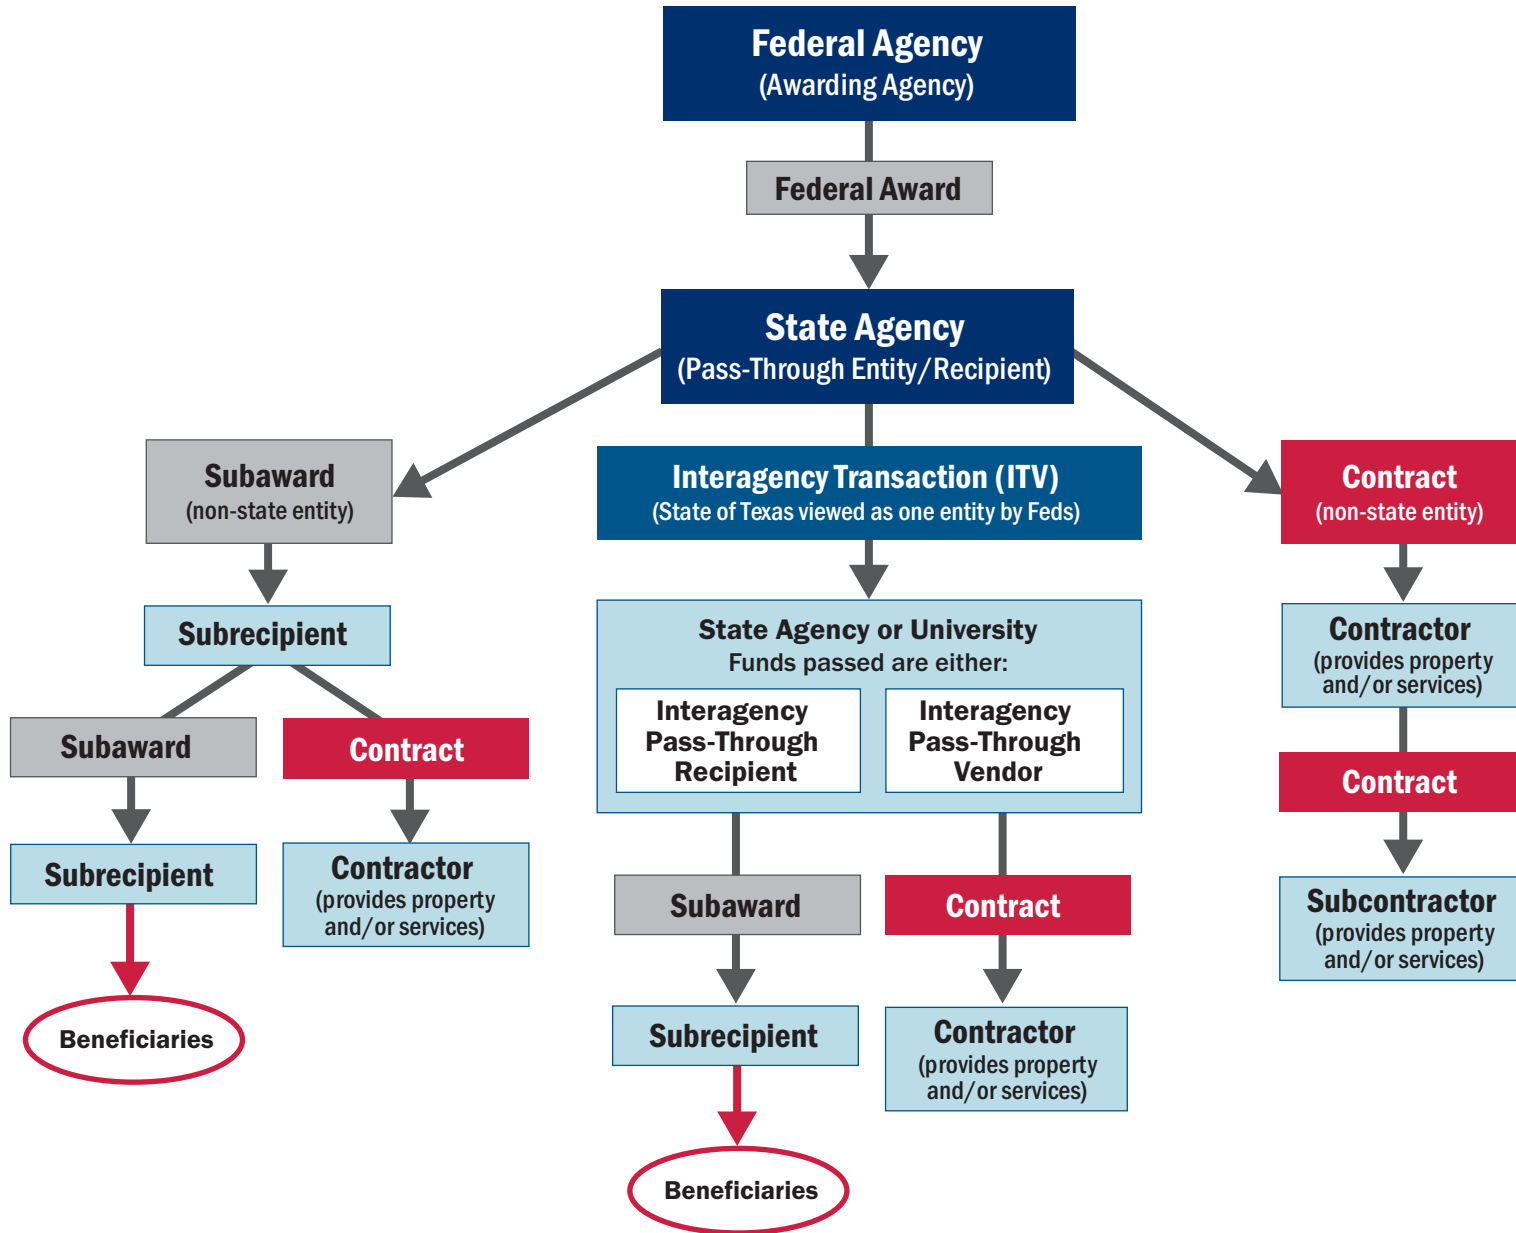 Federal Agency
(Awarding Agency)
Federal Award
State Agency
(Pass-Through Entity/Recipient)
Subaward
(non-state entity)
Subrecipient
Subaward
Subrecipient
Beneficiaries
Contract
Contractor
(provides property
and/or services)
Interagency Transaction (ITV)
(State of Texas viewed as one entity by Feds)
State Agency or University
Funds passed are either:
Interagency
Pass-Through
Recipient
Interagency
Pass-Through
Vendor
Subaward
Subrecipient
Beneficiaries
Contract
Contractor
(provides property
and/or services)
Contract
(non-state entity)
Contractor
(provides property
and/or services)
Contract
Subcontractor
(provides property
and/or services)